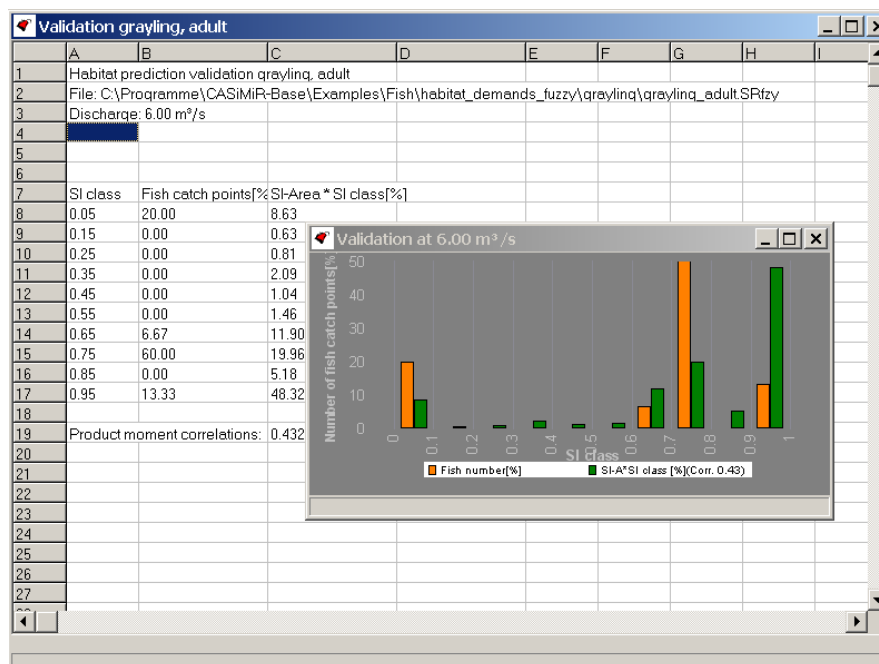 Validation grayling, adult
A B C D E F G H I
1 Habitat prediction validation grayling, adult
2 File: C:\Programme\CASiMiR-Base\Examples\Fish\habitat_demands_fuzzy\grayling\grayling_adult.SRfzy
3 Discharge: 6.00 m³/s
4
5
6
7 SI class Fish catch points[% SI-Area * SI class[%]
8 0.05 20.00 8.63
9 0.15 0.00 0.63
10 0.25 0.00 0.81
11 0.35 0.00 2.09
12 0.45 0.00 1.04
13 0.55 0.00 1.46
14 0.65 6.67 11.90
15 0.75 60.00 19.96
16 0.85 0.00 5.18
17 0.95 13.33 48.32
18
19 Product moment correlations: 0.432
20
21
22
23
24
25
26
27
Validation at 6.00 m³/s
Number of fish catch points[%]
50
40
30
20
10
0
0 0.1 0.2 0.3 0.4 0.5 0.6 0.7 0.8 0.9 1
SI class
Fish number[%] SI-A*SI class [%](Corr. 0.43)